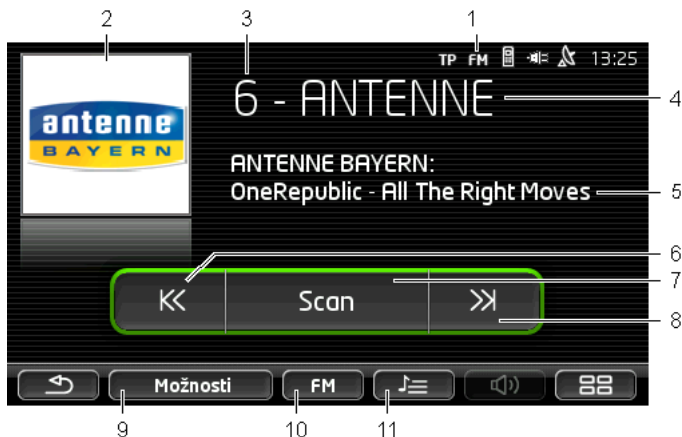 2 3 1
TP FM 13:25
6 - ANTENNE
4
antenne
BAYERN
ANTENNE BAYERN:
OneRepublic - All The Right Moves
5
6
7
Scan
8
Možnosti FM
9 10 11